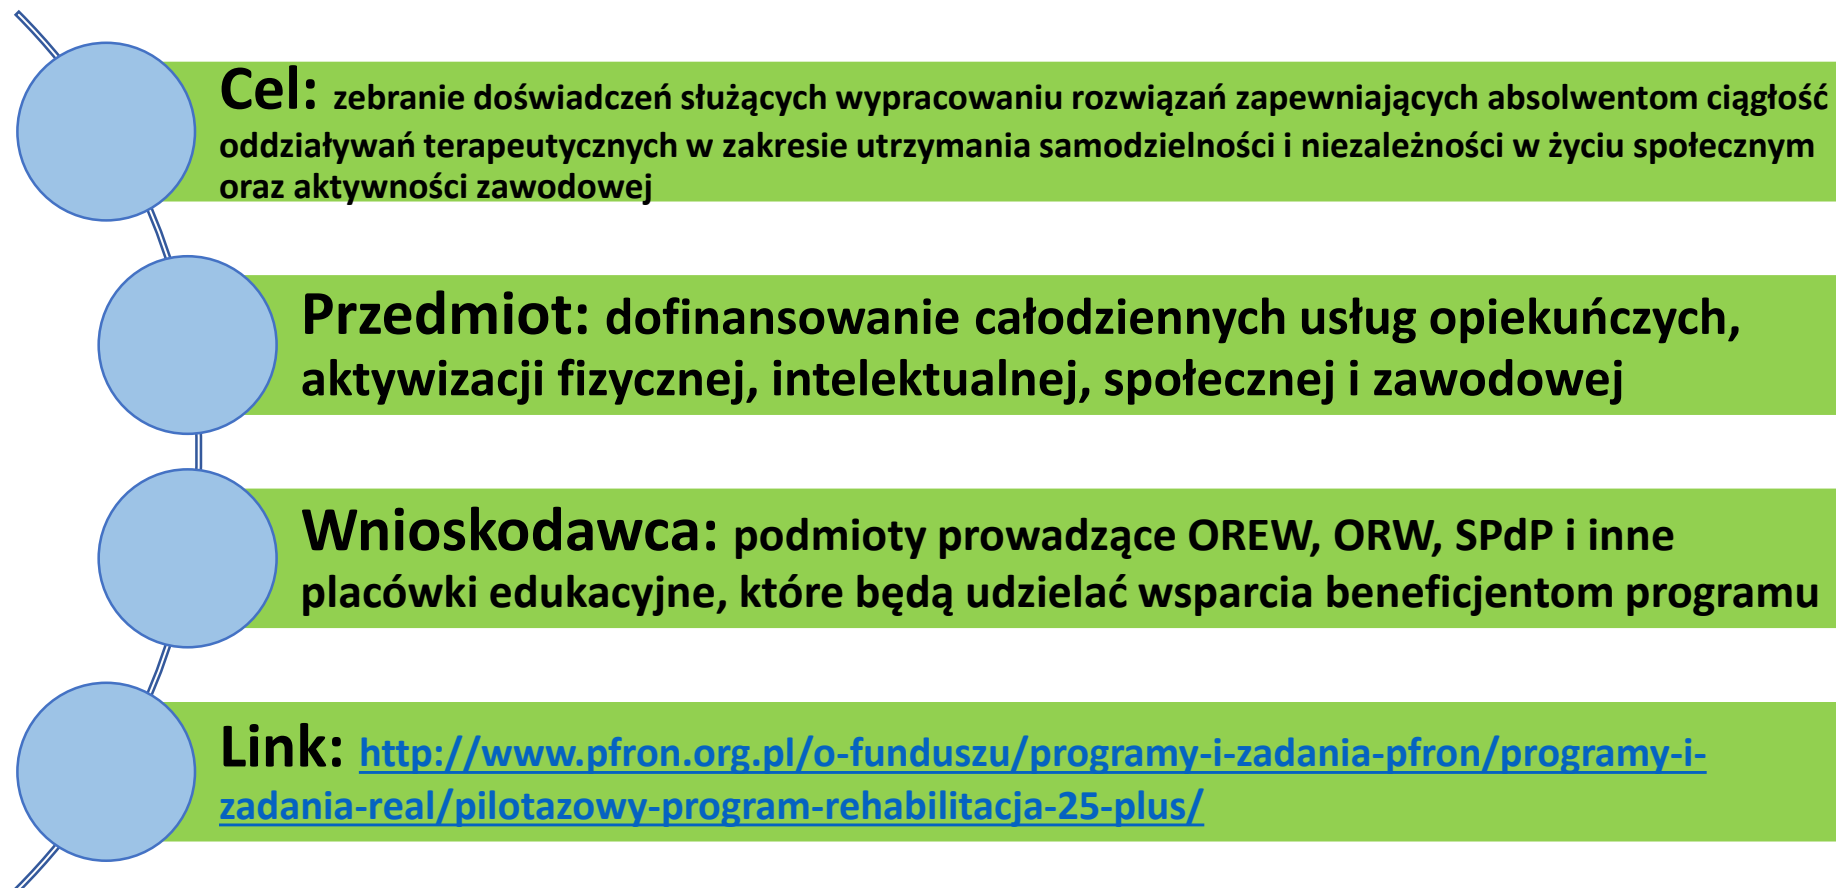 Cel: zebranie doświadczeń służących wypracowaniu rozwiązań zapewniających absolwentom ciągłość
oddziaływań terapeutycznych w zakresie utrzymania samodzielności i niezależności w życiu społecznym
oraz aktywności zawodowej
Przedmiot: dofinansowanie całodziennych usług opiekuńczych,
aktywizacji fizycznej, intelektualnej, społecznej i zawodowej
Wnioskodawca: podmioty prowadzące OREW, ORW, SPdP i inne
placówki edukacyjne, które będą udzielać wsparcia beneficjentom programu
Link: http://www.pfron.org.pl/o-funduszu/programy-i-zadania-pfron/programy-i-
zadania-real/pilotazowy-program-rehabilitacja-25-plus/